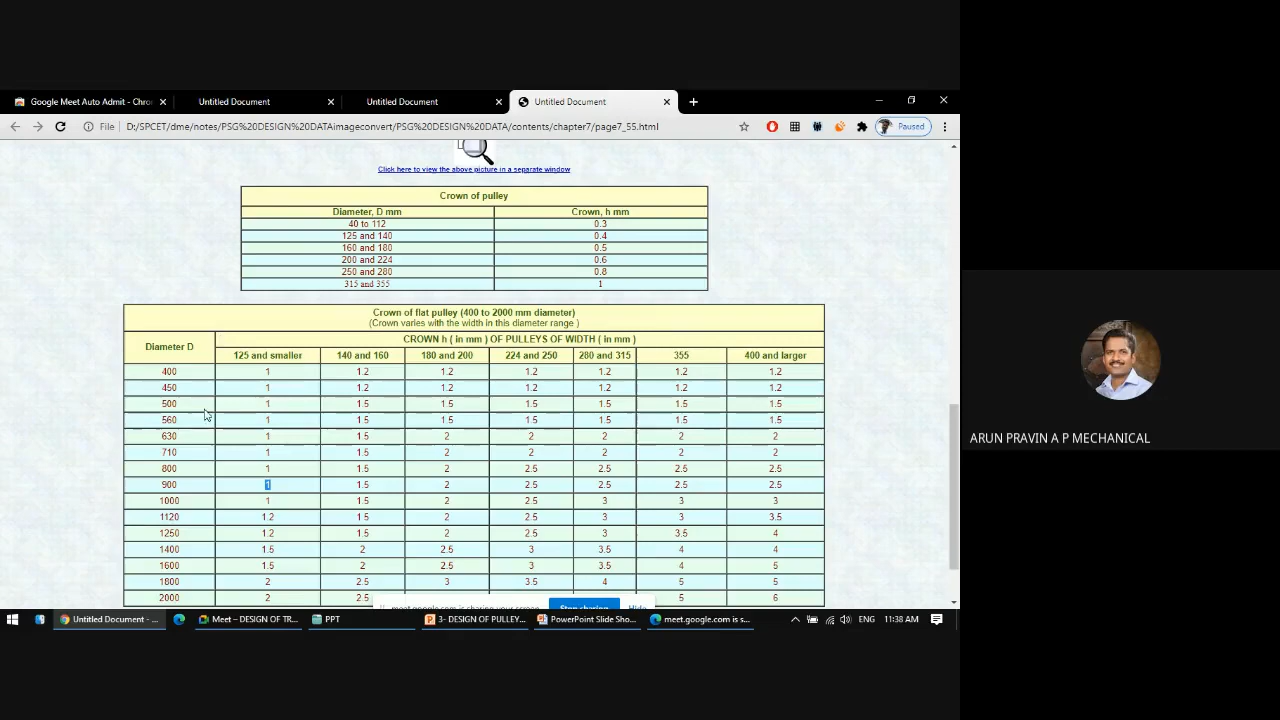 Google Meet Auto Admit - Chro
Untitled Document
Untitled Document
Untitled Document
File
D:/SPCET/dme/notes/PSG%20DESIGN%20DATAimageconvert/PSG%20DESIGN%20DATA/contents/chapter7/page7_55.html
Paused
Click here to view the above picture in a separate window
Crown of pulley
Diameter, D mm Crown, h mm
40 to 112 0.3
125 and 140 0.4
160 and 180 0.5
200 and 224 0.6
250 and 280 0.8
315 and 355 1
Crown of flat pulley (400 to 2000 mm diameter)
(Crown varies with the width in this diameter range )
Diameter D
CROWN h ( in mm ) OF PULLEYS OF WIDTH ( in mm )
125 and smaller 140 and 160 180 and 200 224 and 250 280 and 315 355 400 and larger
400 1 1.2 1.2 1.2 1.2 1.2 1.2
450 1 1.2 1.2 1.2 1.2 1.2 1.2
500 1 1.5 1.5 1.5 1.5 1.5 1.5
560 1 1.5 1.5 1.5 1.5 1.5 1.5
630 1 1.5 2 2 2 2 2
710 1 1.5 2 2 2 2 2
800 1 1.5 2 2.5 2.5 2.5 2.5
900 1 1.5 2 2.5 2.5 2.5 2.5
1000 1 1.5 2 2.5 3 3 3
1120 1.2 1.5 2 2.5 3 3 3.5
1250 1.2 1.5 2 2.5 3 3.5 4
1400 1.5 2 2.5 3 3.5 4 4
1600 1.5 2 2.5 3 3.5 4 5
1800 2 2.5 3 3.5 4 5 5
2000 2 2.5 5 6
meet.google.com is sharing your screen. Stop sharing Hide
Untitled Document - ...
Meet – DESIGN OF TR...
PPT
3- DESIGN OF PULLEY...
PowerPoint Slide Sho...
meet.google.com is s...
ENG
11:38 AM
ARUN PRAVIN A P MECHANICAL